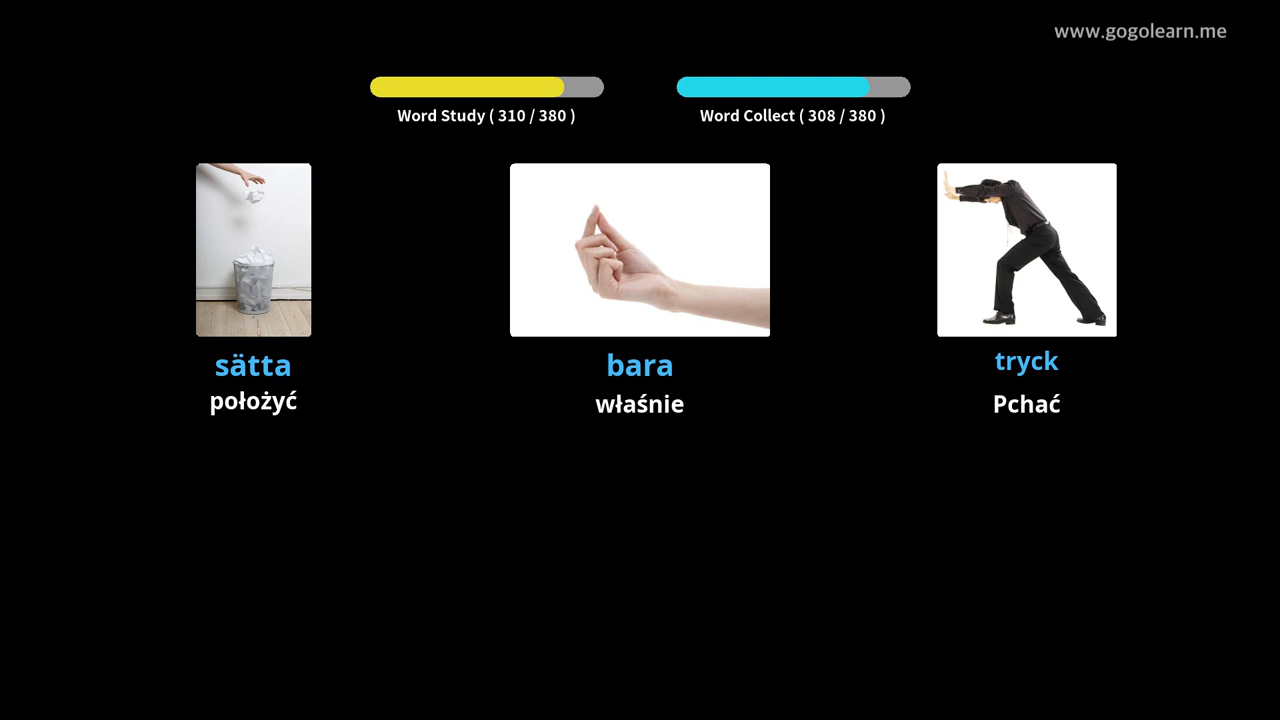 www.gogolearn.me
Word Study ( 310 / 380 )
Word Collect ( 308 / 380 )
sätta
położyć
bara
właśnie
tryck
Pchać